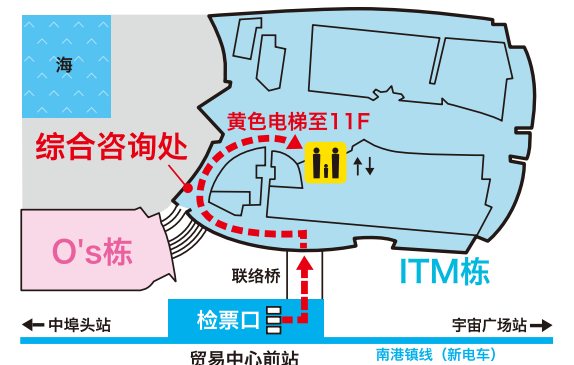 海
黄色电梯至11F
综合咨询处
O's栋
联络桥
ITM栋
检票口
中埠头站
宇宙广场站
贸易中心前站
南港镇线（新电车）